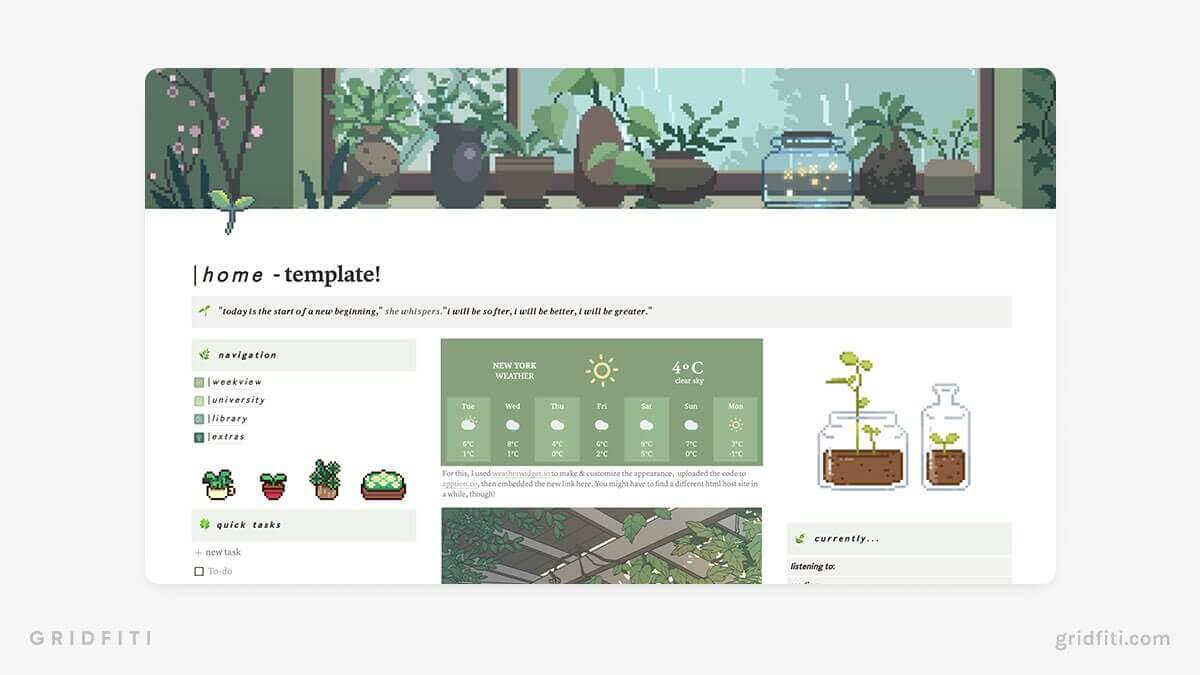 |home - template!
"today is the start of a new beginning," she whispers."i will be softer, i will be better, i will be greater."
navigation
|weekview
|university
|library
|extras
quick tasks
+ new task
To-do
NEW YORK
WEATHER
4°C
clear sky
Tue Wed Thu Fri Sat Sun Mon
6°C 8°C 4°C 6°C 9°C 7°C 3°C
1°C 1°C 0°C 2°C 5°C 0°C -1°C
For this, I used weatherwidget.io to make & customize the appearance, uploaded the code to
apption.co, then embedded the new link here. You might have to find a different html host site in
a while, though!
currently...
listening to:
GRIDFITI
gridfiti.com